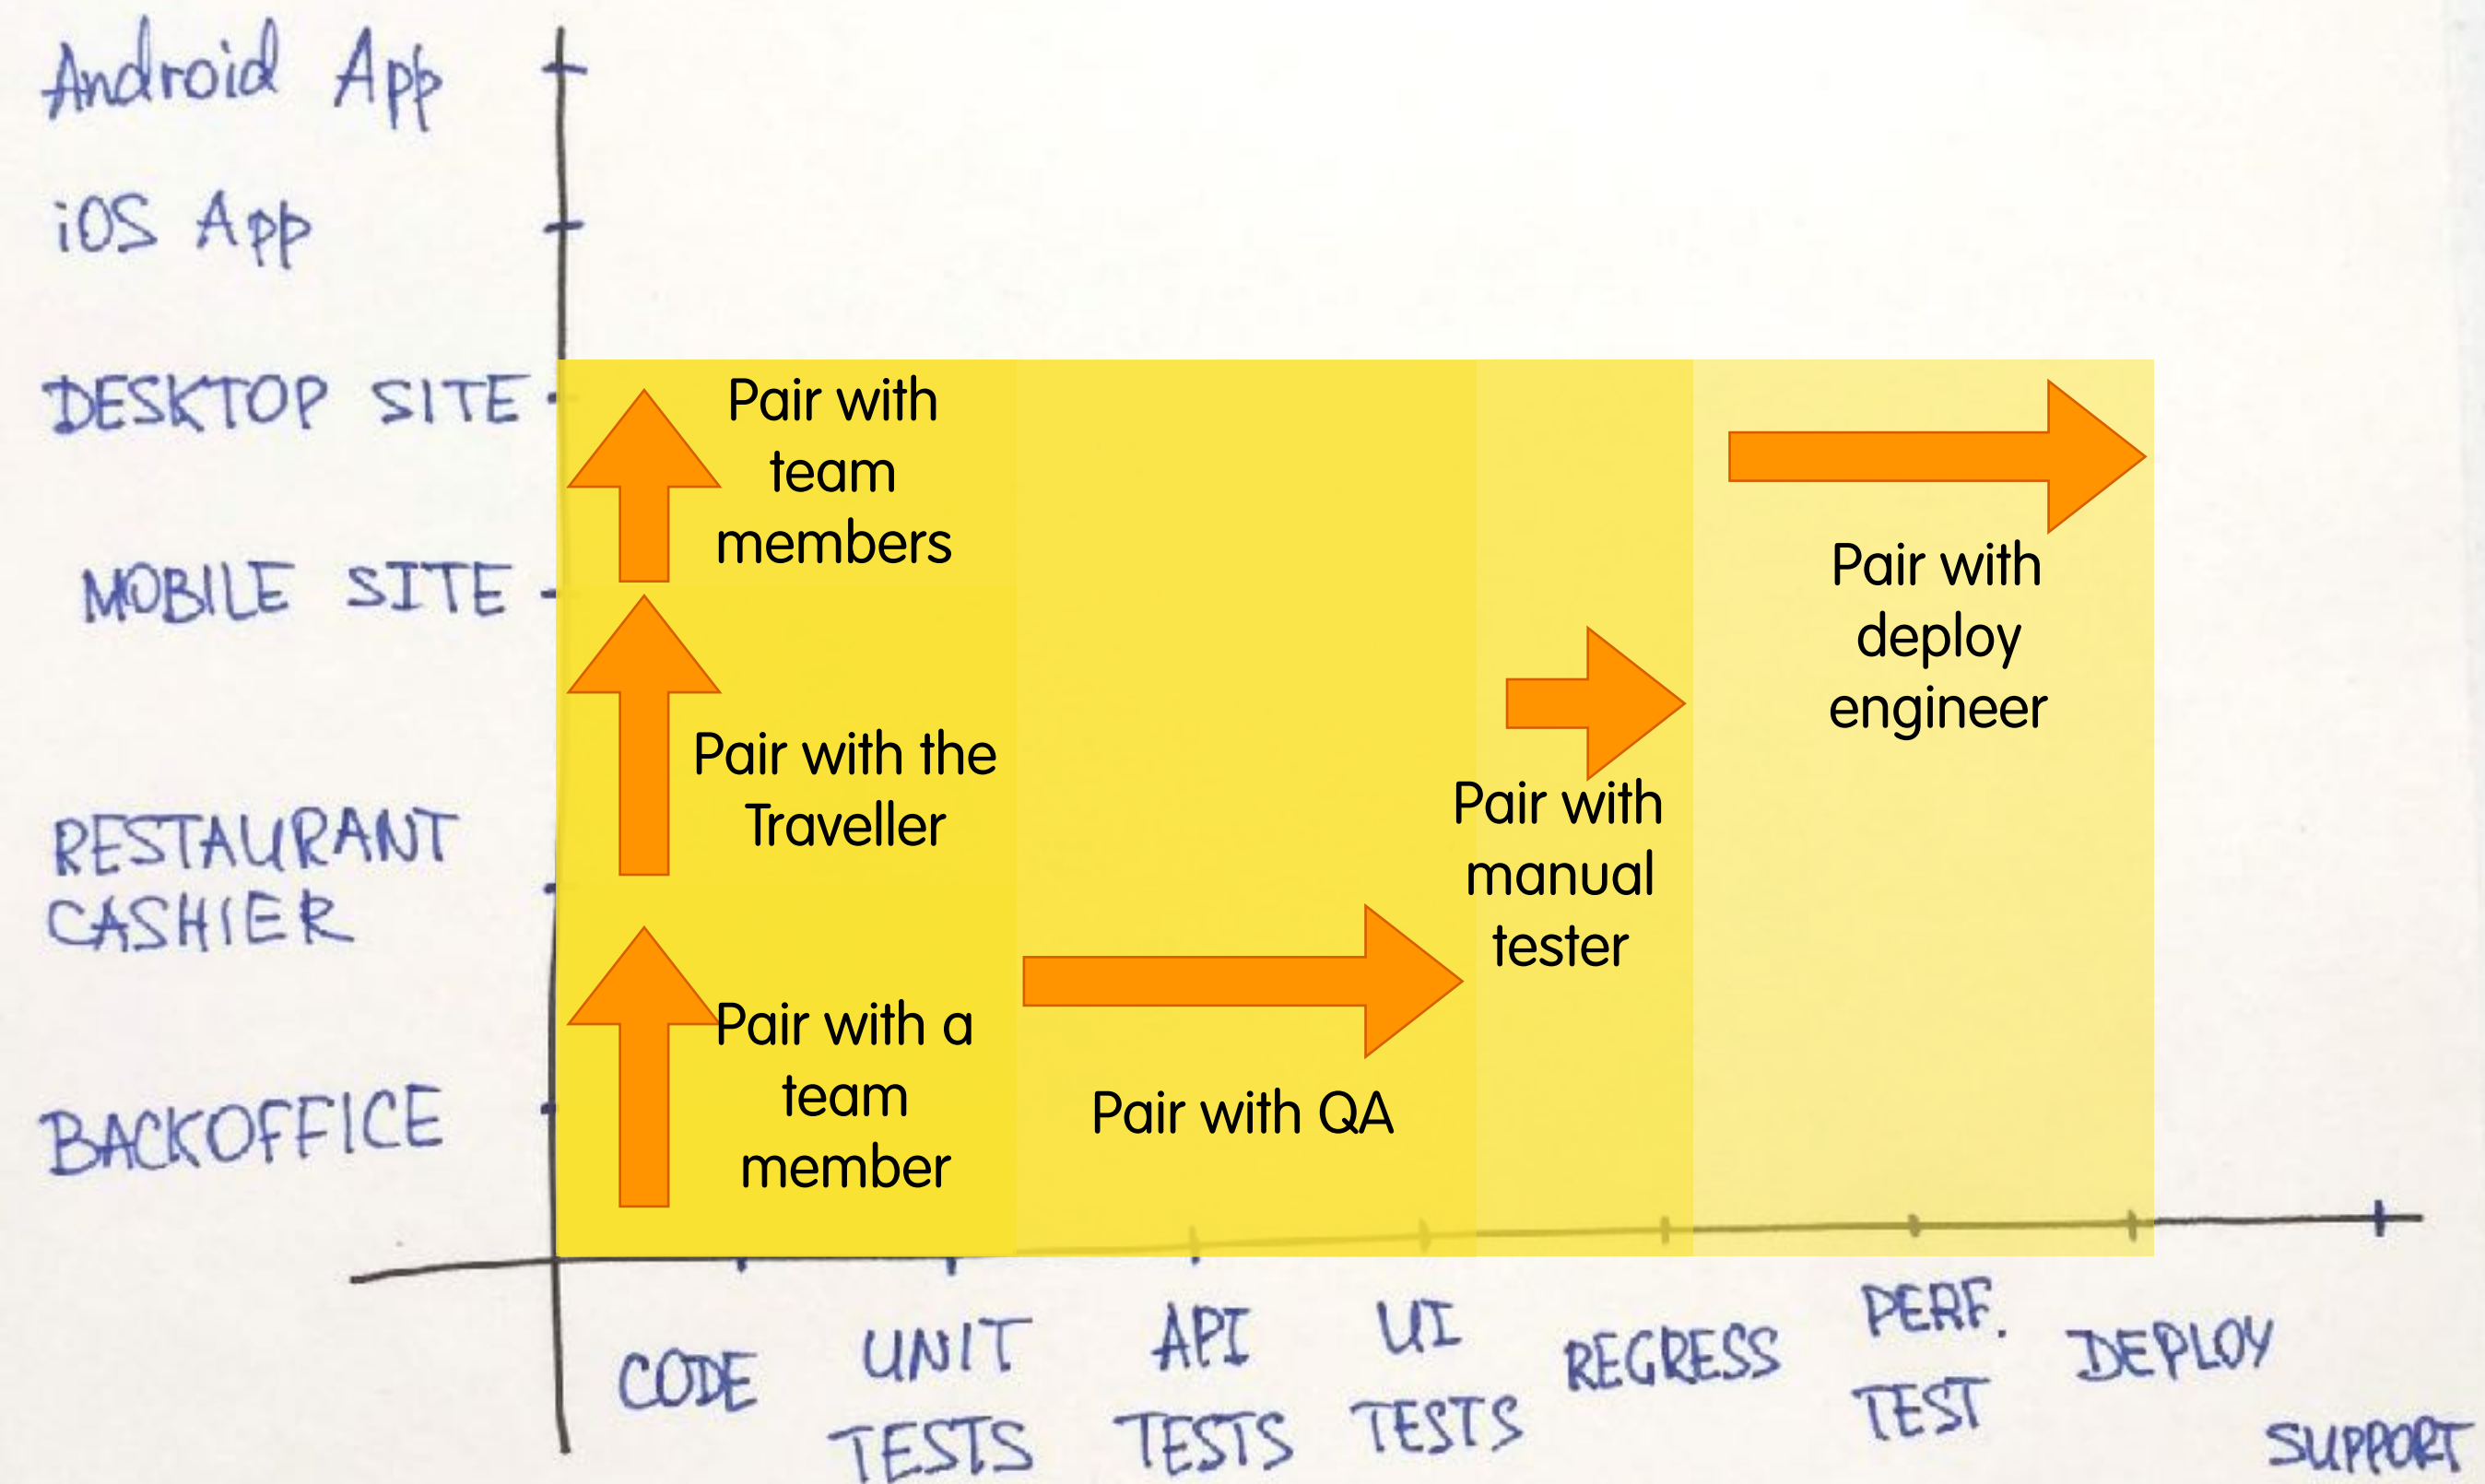 Android App
iOS App
DESKTOP SITE
MOBILE SITE
RESTAURANT
CASHIER
BACKOFFICE
Pair with
team
members
Pair with the
Traveller
Pair with a
team
member
Pair with QA
Pair with
manual
tester
Pair with
deploy
engineer
CODE
UNIT
TESTS
API
TESTS
UI
TESTS
REGRESS
PERF.
TEST
DEPLOY
SUPPORT